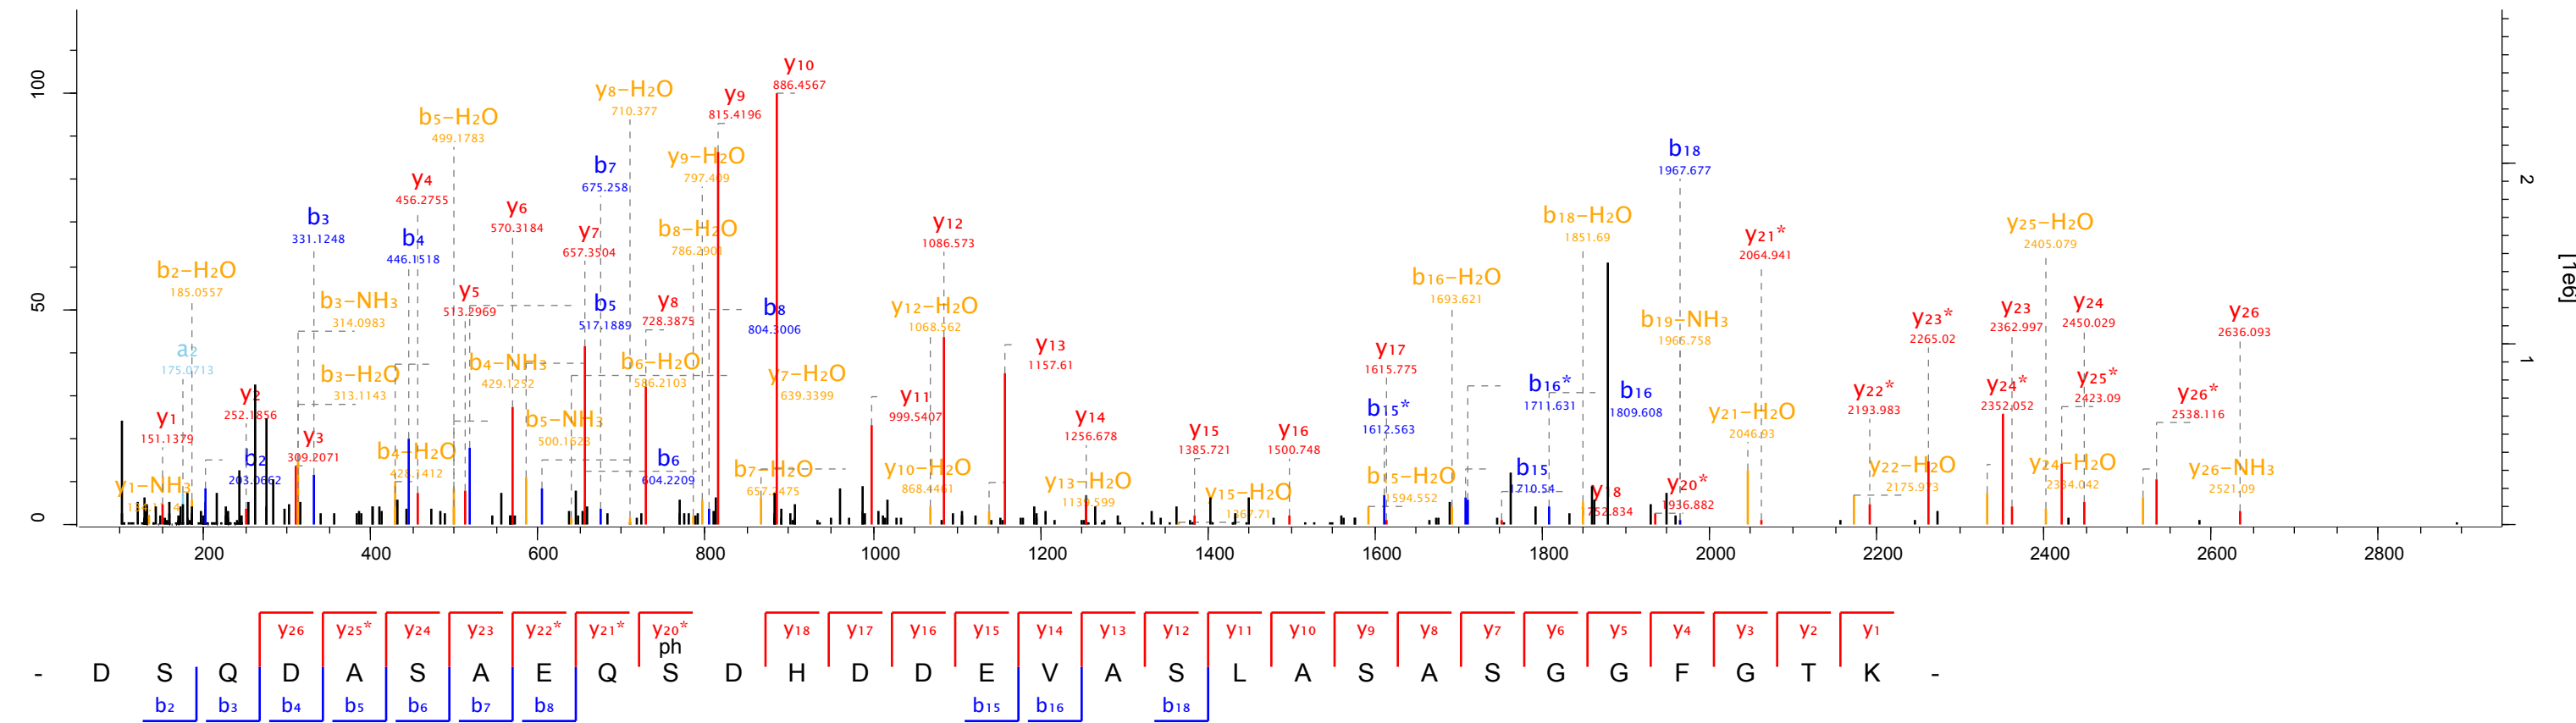 y10
886.4567
y9
815.4196
y8–H2O
710.377
b5–H2O
499.1783
y9–H2O
797.409
b7
675.258
y4
456.2755
b18
1967.677
y6
570.3184
b3
331.1248
b8–H2O
786.2901
y7
657.3504
b4
446.1518
y12
1086.573
b18–H2O
1851.69
y21*
2064.941
y25–H2O
2405.079
b2–H2O
185.0557
b3–NH3
314.0983
y5
513.2969
b5
517.1889
y8
728.3875
b8
804.3006
y12–H2O
1068.562
b16–H2O
1693.621
b19–NH3
1965.758
y23*
2265.02
y23
2362.997
y24
2450.029
y26
2636.093
a2
175.0713
b3–H2O
313.1143
b4–NH3
429.1252
b6–H2O
586.2103
y7–H2O
639.3399
y13
1157.61
y17
1615.775
b16*
1711.631
b16
1809.608
y22*
2193.983
y24*
2352.052
y25*
2423.09
y26*
2538.116
y1
151.1379
y2
252.1856
y3
309.2071
b5–NH3
500.1623
y11
999.5407
y14
1256.678
y15
1385.721
y16
1500.748
b15*
1612.563
y21–H2O
2046.93
y1–NH3
b2
203.0662
b4–H2O
428.1412
b6
604.2209
b7–H2O
657.2475
y10–H2O
868.4461
y13–H2O
1139.599
y15–H2O
1367.71
b15–H2O
1594.552
b15
1710.54
y18
1752.834
y20*
1936.882
y22–H2O
2175.973
y24–H2O
2334.042
y26–NH3
2521.09
100
50
0
2
1
[1e6]
200 400 600 800 1000 1200 1400 1600 1800 2000 2200 2400 2600 2800
y26 y25* y24 y23 y22* y21* y20* y18 y17 y16 y15 y14 y13 y12 y11 y10 y9 y8 y7 y6 y5 y4 y3 y2 y1
ph
- D S Q D A S A E Q S D H D D E V A S L A S A S G G F G T K -
b2 b3 b4 b5 b6 b7 b8 b15 b16 b18